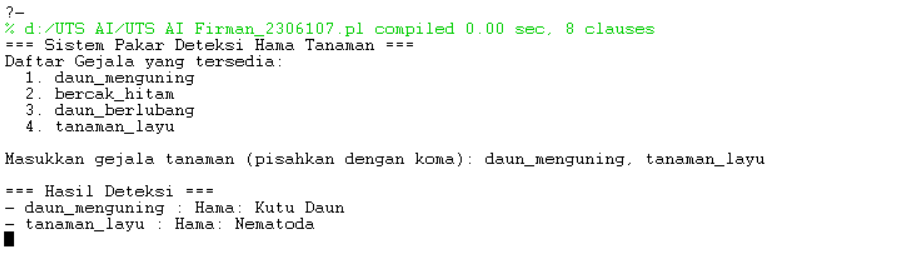 ?-
% d:/UTS AI/UTS AI Firman_2306107.pl compiled 0.00 sec, 8 clauses
=== Sistem Pakar Deteksi Hama Tanaman ===
Daftar Gejala yang tersedia:
1. daun_menguning
2. bercak_hitam
3. daun_berlubang
4. tanaman_layu
Masukkan gejala tanaman (pisahkan dengan koma): daun_menguning, tanaman_layu
=== Hasil Deteksi ===
- daun_menguning : Hama: Kutu Daun
- tanaman_layu : Hama: Nematoda